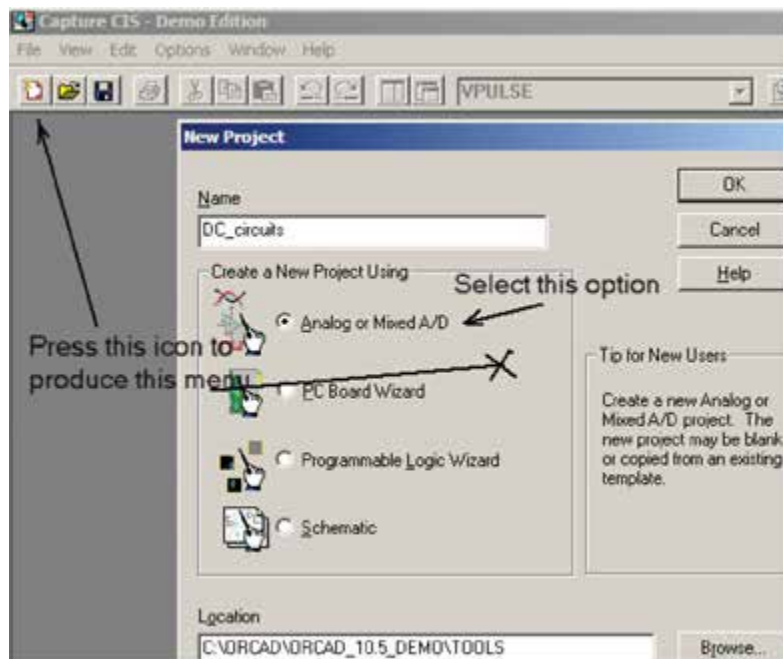 Capture CIS - Demo Edition
File View Edit Options Window Help
VPULSE
New Project
Name
DC_circuits
OK
Cancel
Help
Create a New Project Using
Select this option
Analog or Mixed A/D
Press this icon to
produce this menu
PC Board Wizard
Programmable Logic Wizard
Schematic
Tip for New Users
Create a new Analog or
Mixed A/D project. The
new project may be blank
or copied from an existing
template.
Location
C:\ORCAD\ORCAD_10.5_DEMO\TOOLS
Browse...